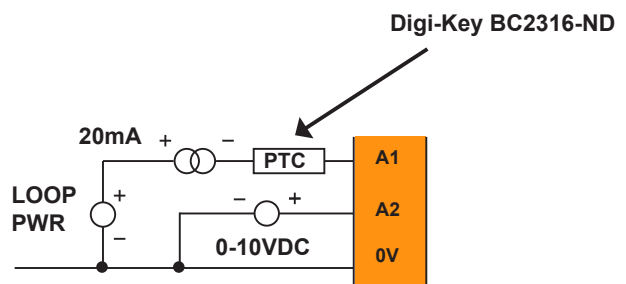 Digi-Key BC2316-ND
20mA
+
−
PTC
A1
LOOP
PWR
+
−
−
+
A2
0-10VDC
0V